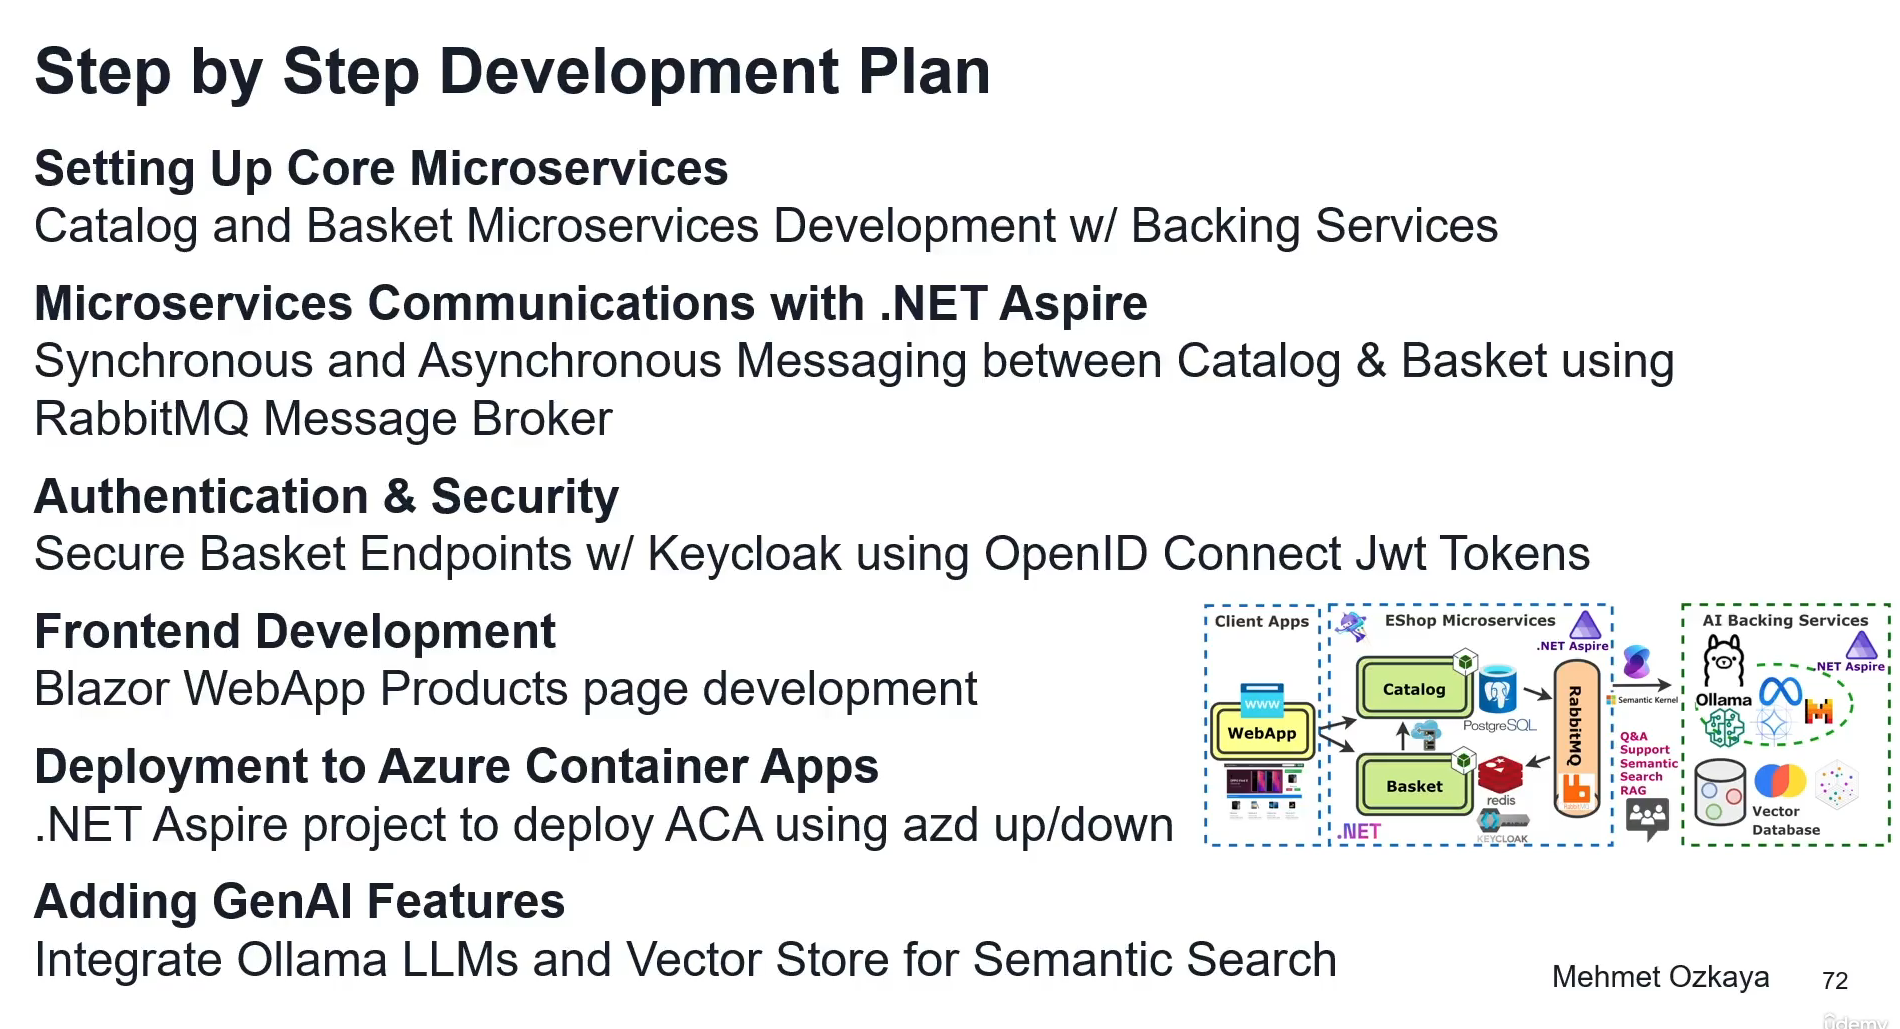 Step by Step Development Plan
Setting Up Core Microservices
Catalog and Basket Microservices Development w/ Backing Services
Microservices Communications with .NET Aspire
Synchronous and Asynchronous Messaging between Catalog & Basket using
RabbitMQ Message Broker
Authentication & Security
Secure Basket Endpoints w/ Keycloak using OpenID Connect Jwt Tokens
Frontend Development
Blazor WebApp Products page development
Deployment to Azure Container Apps
.NET Aspire project to deploy ACA using azd up/down
Adding GenAI Features
Integrate Ollama LLMs and Vector Store for Semantic Search
Client Apps
WWW
WebApp
EShop Microservices
.NET Aspire
Catalog
PostgreSQL
RabbitMQ
Basket
redis
KEYCLOAK
.NET
Semantic Kernel
Q&A
Support
Semantic
Search
RAG
AI Backing Services
.NET Aspire
Ollama
Vector
Database
Mehmet Ozkaya
72
ûdemy